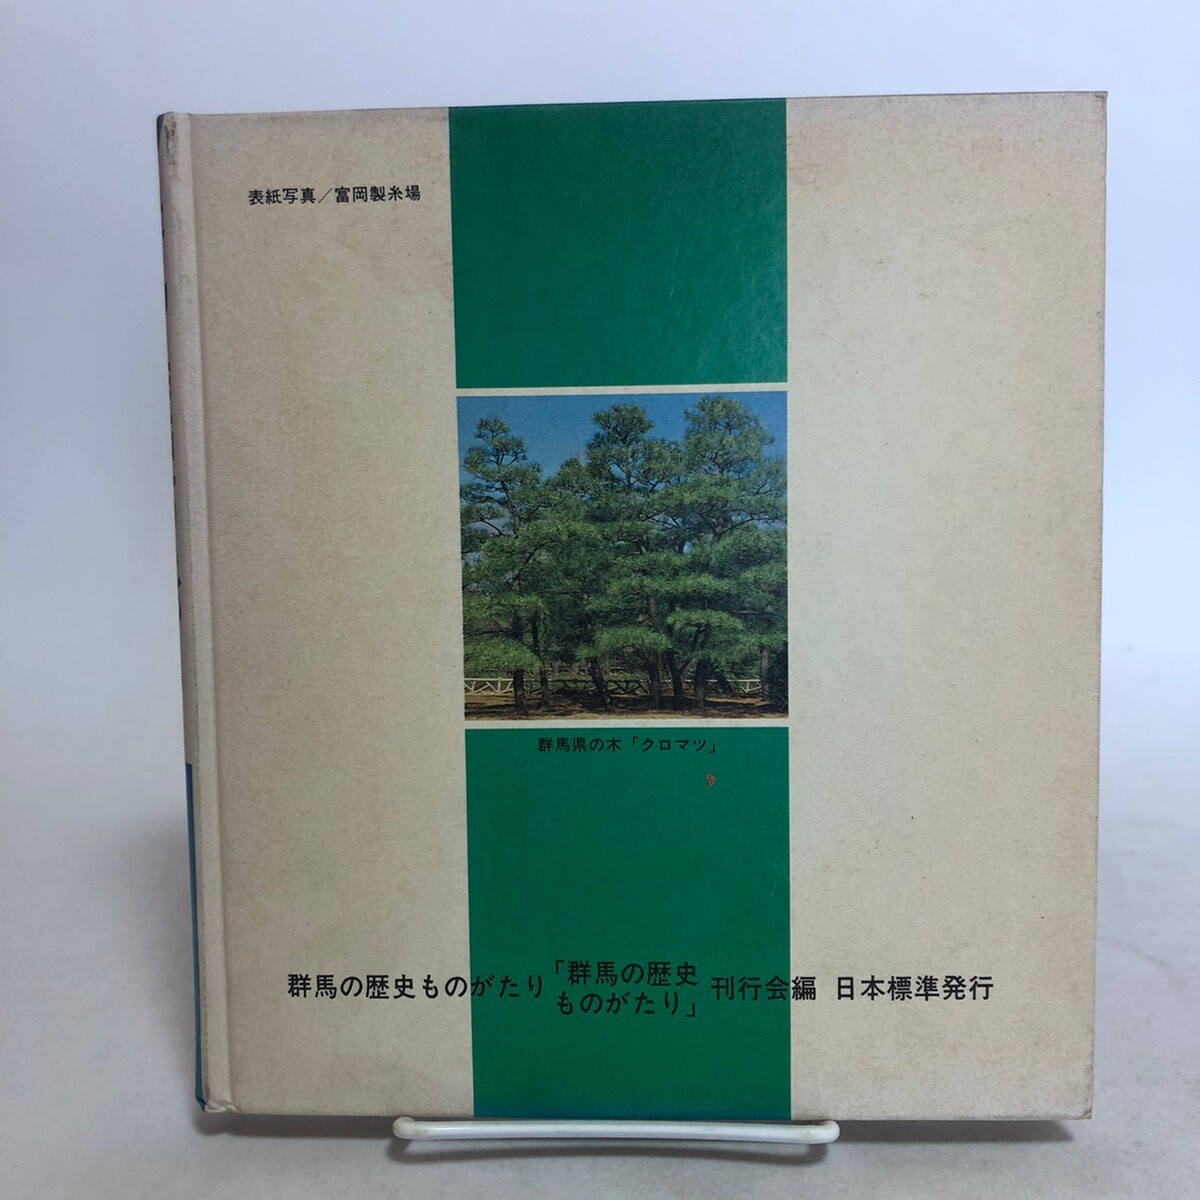 表紙写真／富岡製糸場
群馬県の木「クロマツ」
群馬の歴史ものがたり「群馬の歴史ものがたり」刊行会編 日本標準発行